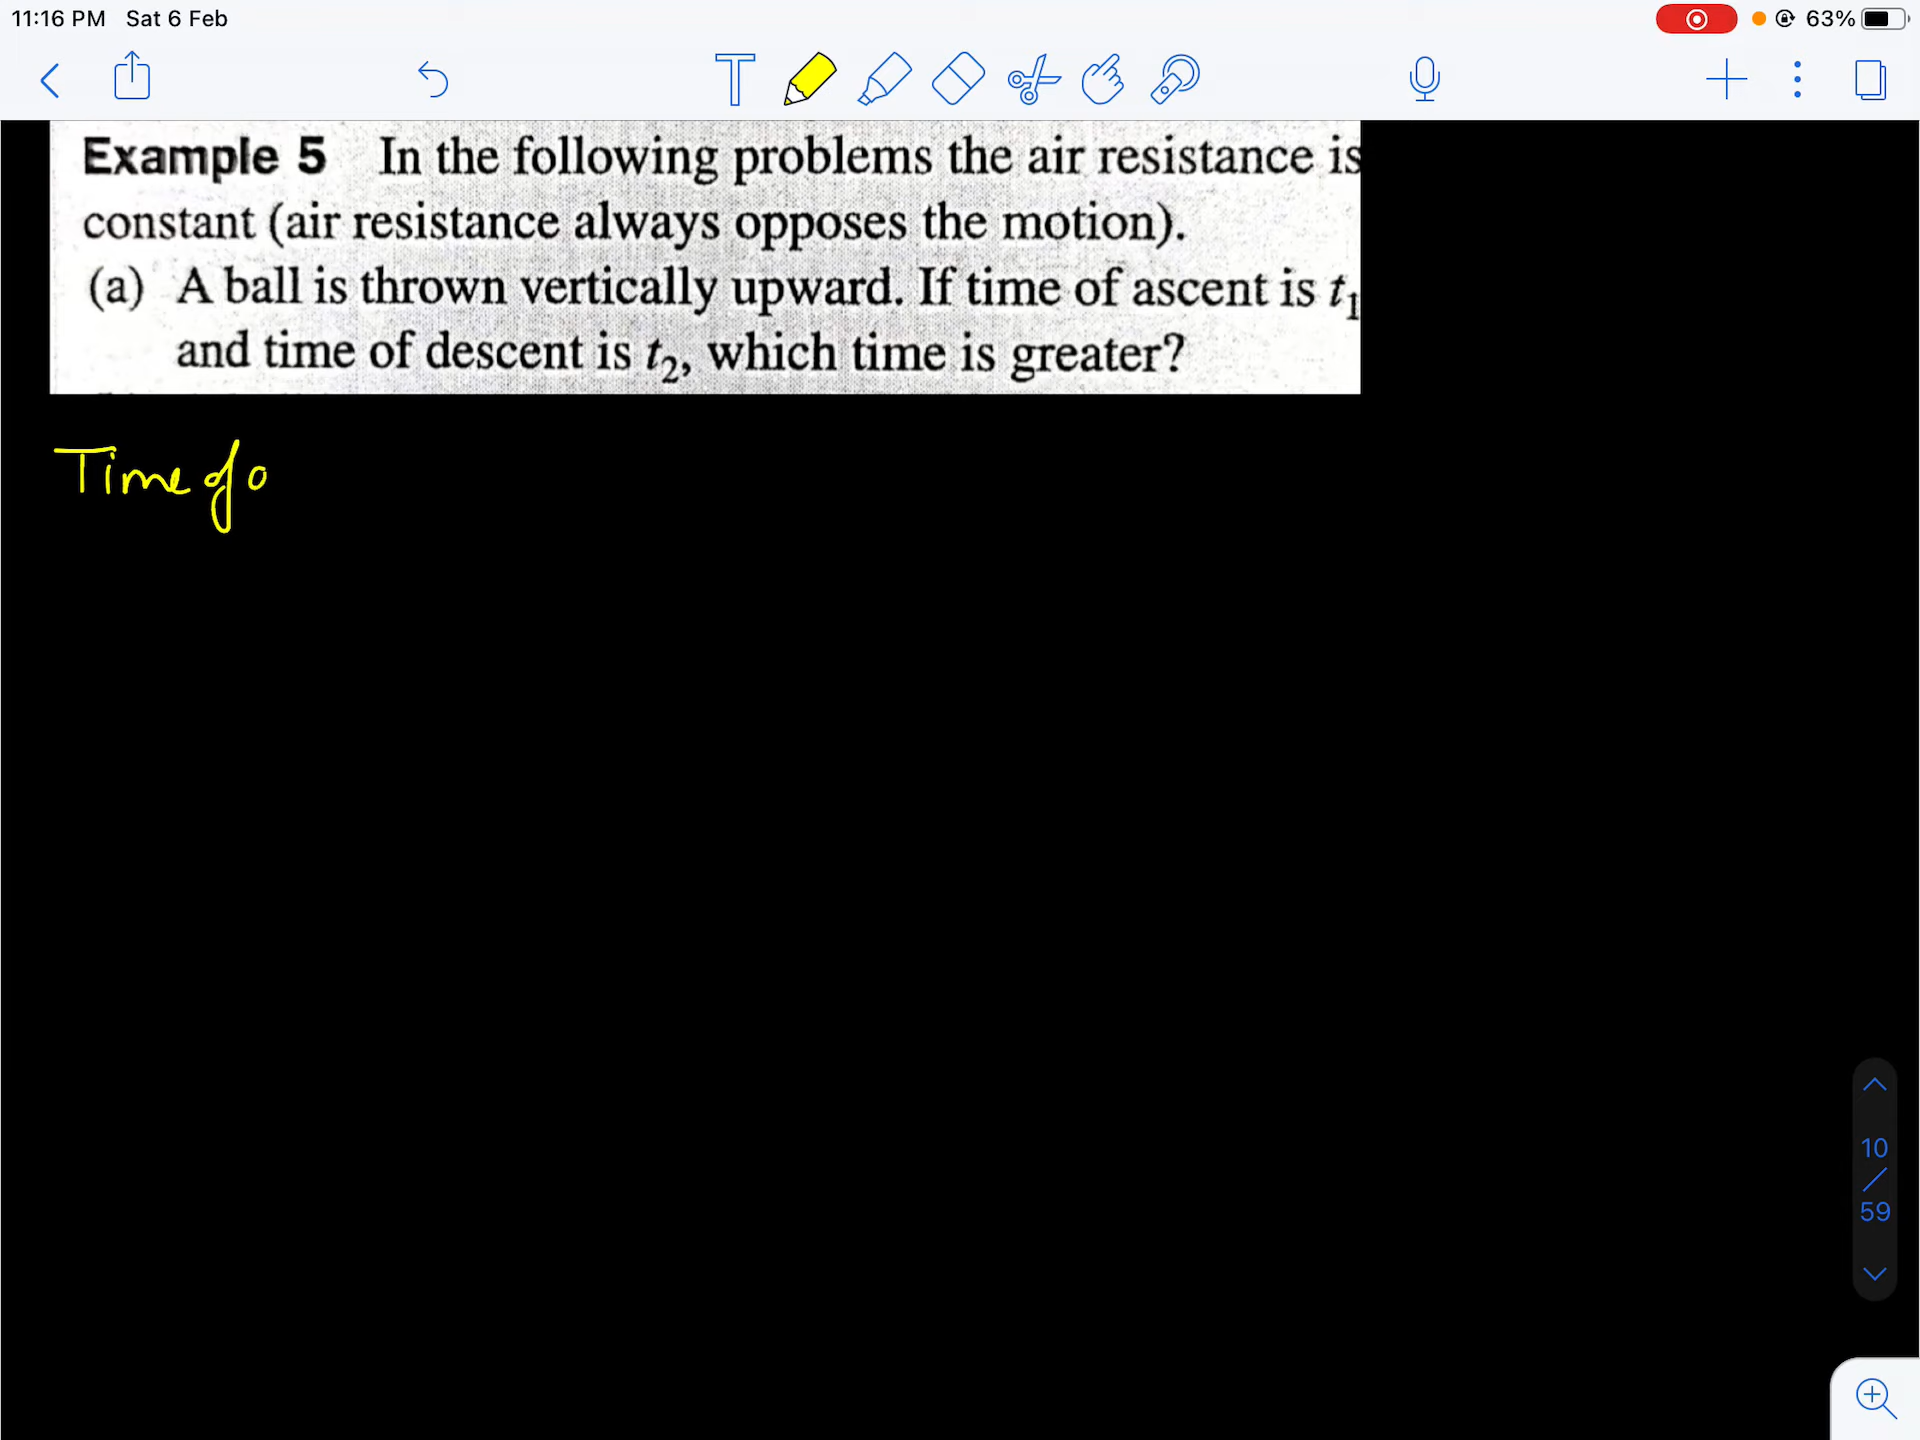 11:16 PM Sat 6 Feb
63%
Example 5 In the following problems the air resistance is
constant (air resistance always opposes the motion).
(a) A ball is thrown vertically upward. If time of ascent is t₁
and time of descent is t₂, which time is greater?
Time of o
10
/
59